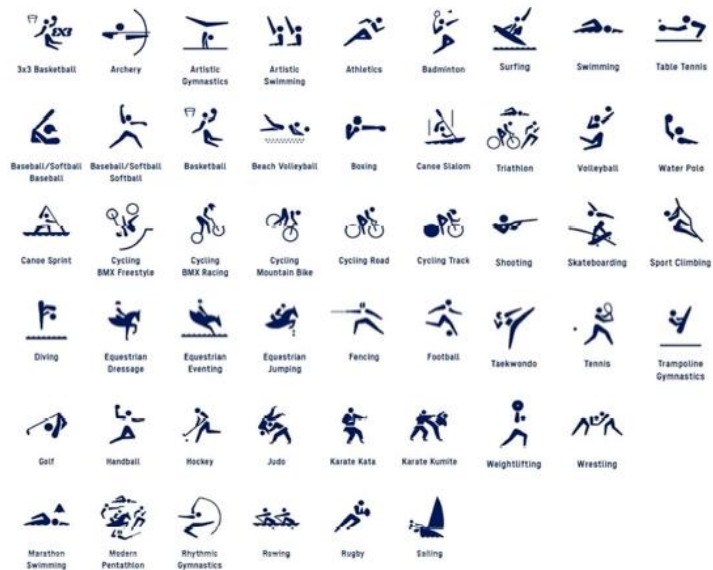 3X3
3x3 Basketball
Archery
Artistic
Gymnastics
Artistic
Swimming
Athletics
Badminton
Surfing
Swimming
Table Tennis
Baseball/Softball
Baseball
Baseball/Softball
Softball
Basketball
Beach Volleyball
Boxing
Canoe Slalom
Triathlon
Volleyball
Water Polo
Canoe Sprint
Cycling
BMX Freestyle
Cycling
BMX Racing
Cycling
Mountain Bike
Cycling Road
Cycling Track
Shooting
Skateboarding
Sport Climbing
Diving
Equestrian
Dressage
Equestrian
Eventing
Equestrian
Jumping
Fencing
Football
Taekwondo
Tennis
Trampoline
Gymnastics
Golf
Handball
Hockey
Judo
Karate Kata
Karate Kumite
Weightlifting
Wrestling
Marathon
Swimming
Modern
Pentathlon
Rhythmic
Gymnastics
Rowing
Rugby
Sailing